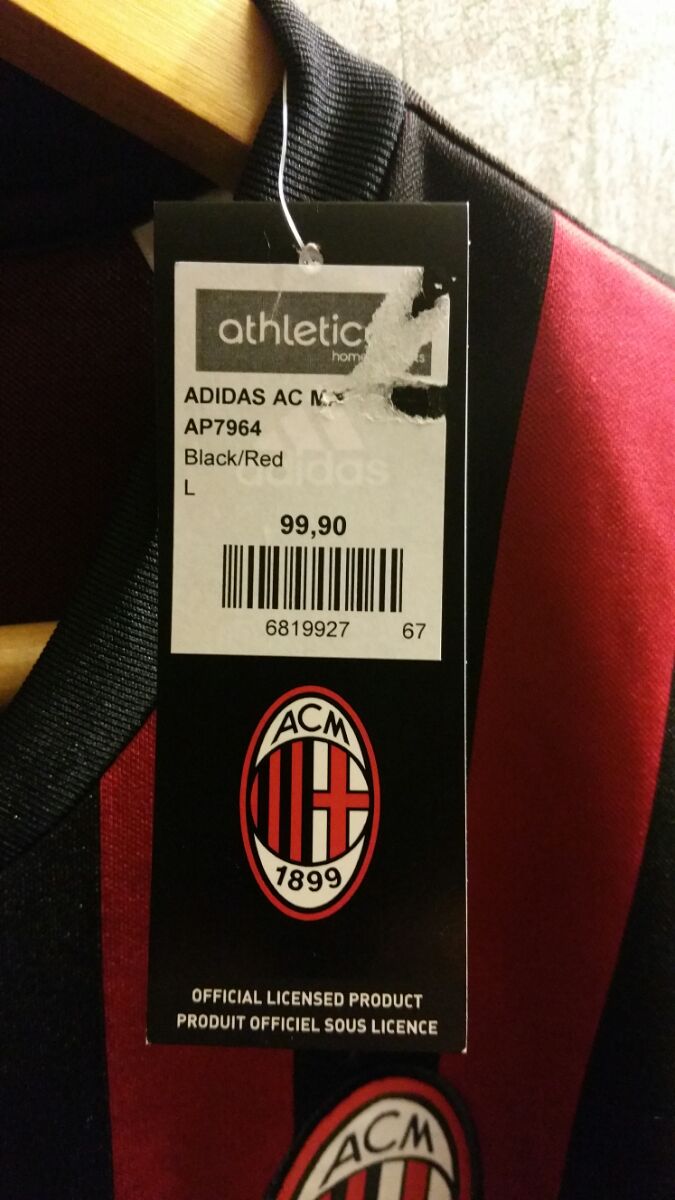 athletic
ADIDAS AC
AP7964
Black/Red
adidas
L
99,90
6819927 67
ACM
1899
OFFICIAL LICENSED PRODUCT
PRODUIT OFFICIEL SOUS LICENCE
ACM